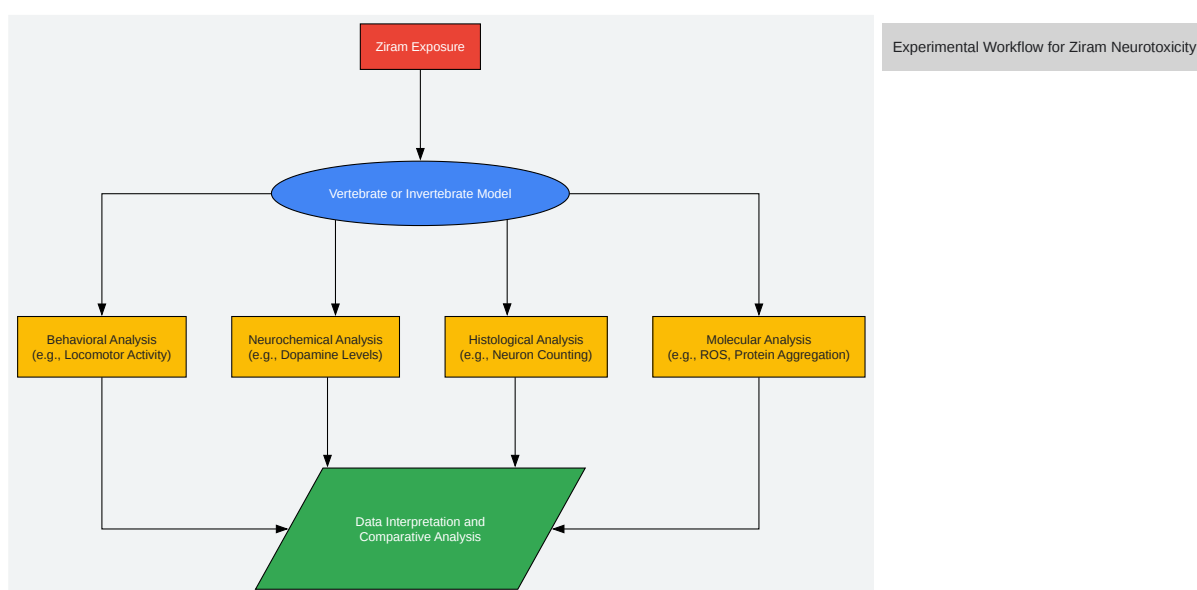 Ziram Exposure
Experimental Workflow for Ziram Neurotoxicity
Vertebrate or Invertebrate Model
Behavioral Analysis
(e.g., Locomotor Activity)
Neurochemical Analysis
(e.g., Dopamine Levels)
Histological Analysis
(e.g., Neuron Counting)
Molecular Analysis
(e.g., ROS, Protein Aggregation)
Data Interpretation and
Comparative Analysis